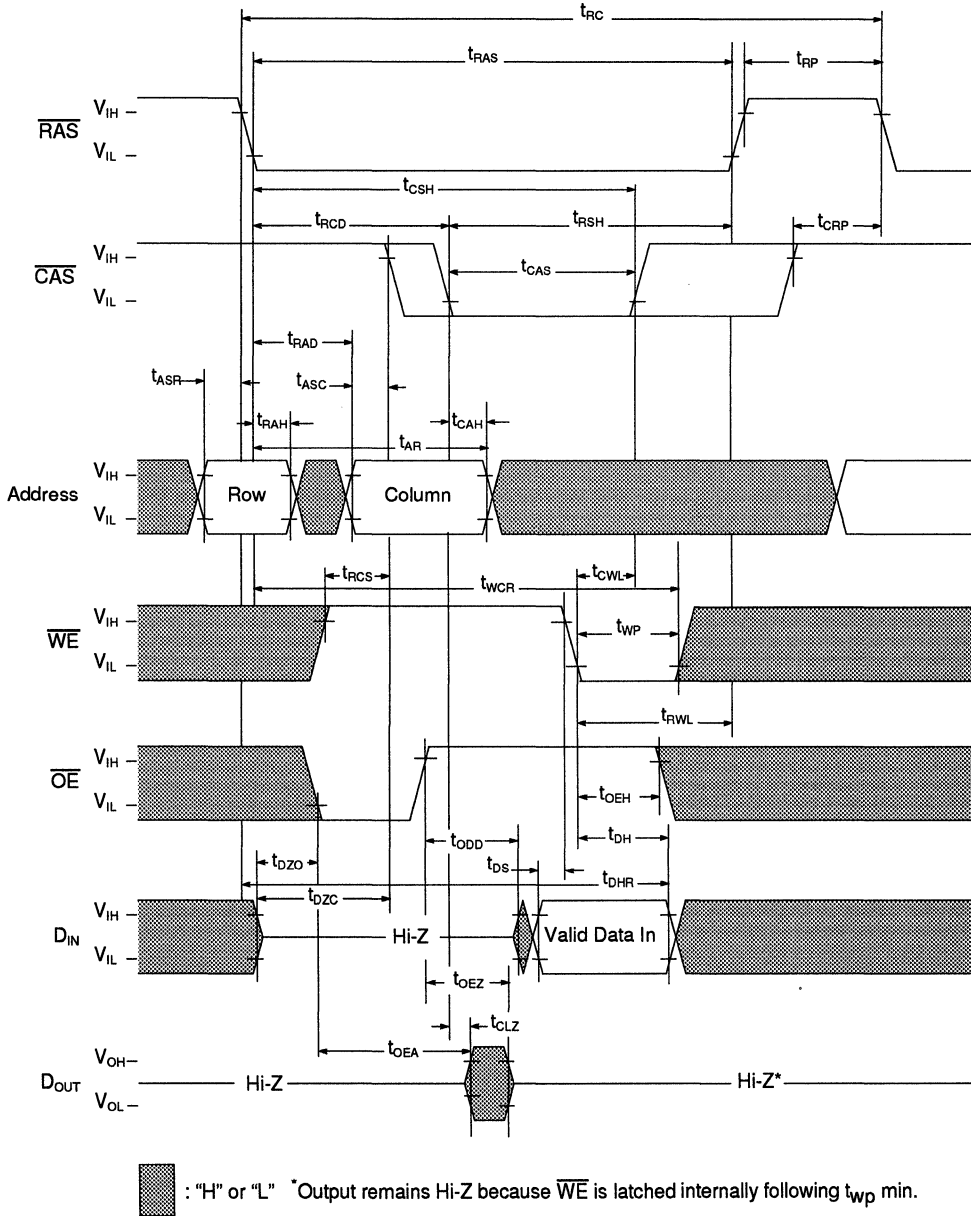 tRC
tRAS
tRP
RAS
VIH
VIL
tCSH
tRCD
tRSH
tCRP
CAS
VIH
VIL
tCAS
tRAD
tASR
tASC
tRAH
tCAH
tAR
Address
VIH
VIL
Row
Column
tRCS
tCWL
tWCR
WE
VIH
VIL
tWP
tRWL
OE
VIH
VIL
tOEH
tODD
tDH
tDZO
tDS
tDHR
tDZC
DIN
VIH
VIL
Hi-Z
Valid Data In
tOEZ
tCLZ
tOEA
DOUT
VOH
VOL
Hi-Z
Hi-Z*
: “H” or “L” *Output remains Hi-Z because WE is latched internally following twp min.